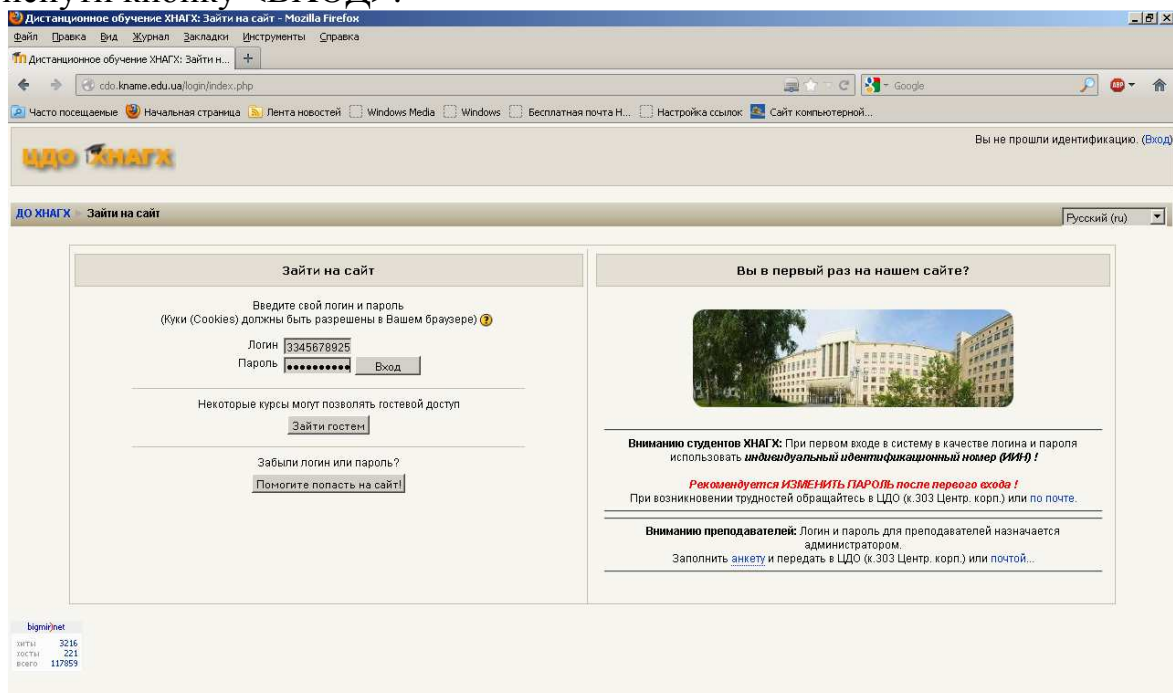 кнопку «ВХОД».
Дистанционное обучение ХНАГХ: Зайти на сайт - Mozilla Firefox
Файл Правка Вид Журнал Закладки Инструменты Справка
Дистанционное обучение ХНАГХ: Зайти н... +
cdo.kname.edu.ua/login/index.php Google
Часто посещаемые Начальная страница Лента новостей Windows Media Windows Бесплатная почта H... Настройка ссылок Сайт компьютерной...
Вы не прошли идентификацию. (Вход)
ЦДО ХНАГХ
ДО ХНАГХ ► Зайти на сайт
Русский (ru)
Зайти на сайт
Введите свой логин и пароль
(Куки (Cookies) должны быть разрешены в Вашем браузере) ?
Логин 3345678925
Пароль ●●●●●●●●●● Вход
Некоторые курсы могут позволять гостевой доступ
Зайти гостем
Забыли логин или пароль?
Помогите попасть на сайт!
Вы в первый раз на нашем сайте?
Вниманию студентов ХНАГХ: При первом входе в систему в качестве логина и пароля
использовать индивидуальный идентификационный номер (ИИН) !
Рекомендуется ИЗМЕНИТЬ ПАРОЛЬ после первого входа !
При возникновении трудностей обращайтесь в ЦДО (к.303 Центр. корп.) или по почте.
Вниманию преподавателей: Логин и пароль для преподавателей назначается
администратором.
Заполнить анкету и передать в ЦДО (к.303 Центр. корп.) или почтой...
bigmir)net
хиты 3216
хосты 221
всего 117859